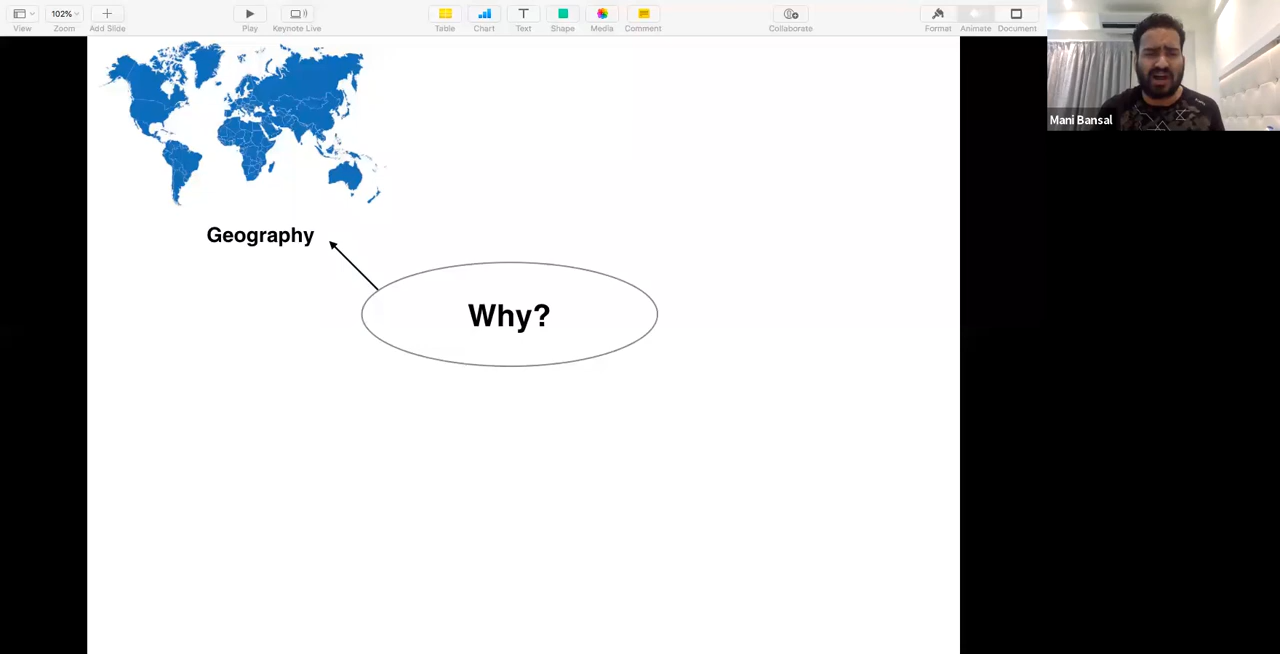 102%
View
Zoom
Add Slide
Play
Keynote Live
Table
Chart
Text
Shape
Media
Comment
Collaborate
Format
Animate
Document
Mani Bansal
Geography
Why?